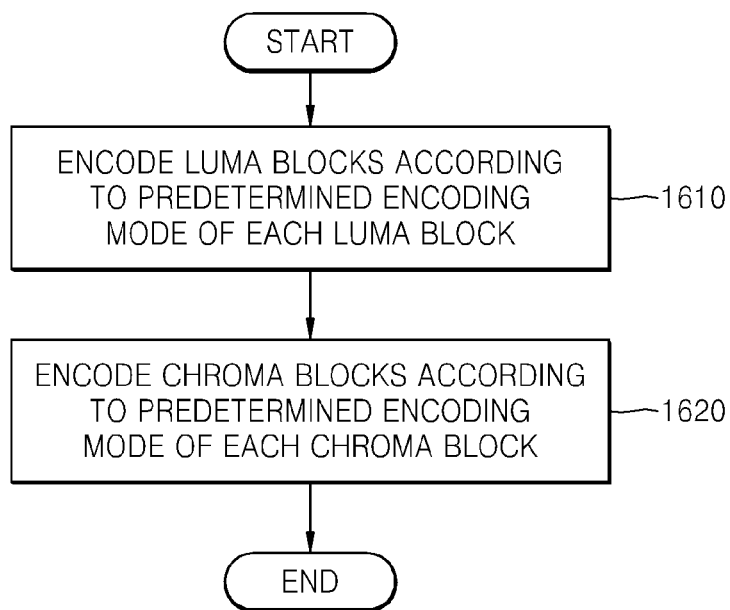 START
ENCODE LUMA BLOCKS ACCORDING
TO PREDETERMINED ENCODING
MODE OF EACH LUMA BLOCK
1610
ENCODE CHROMA BLOCKS ACCORDING
TO PREDETERMINED ENCODING
MODE OF EACH CHROMA BLOCK
1620
END